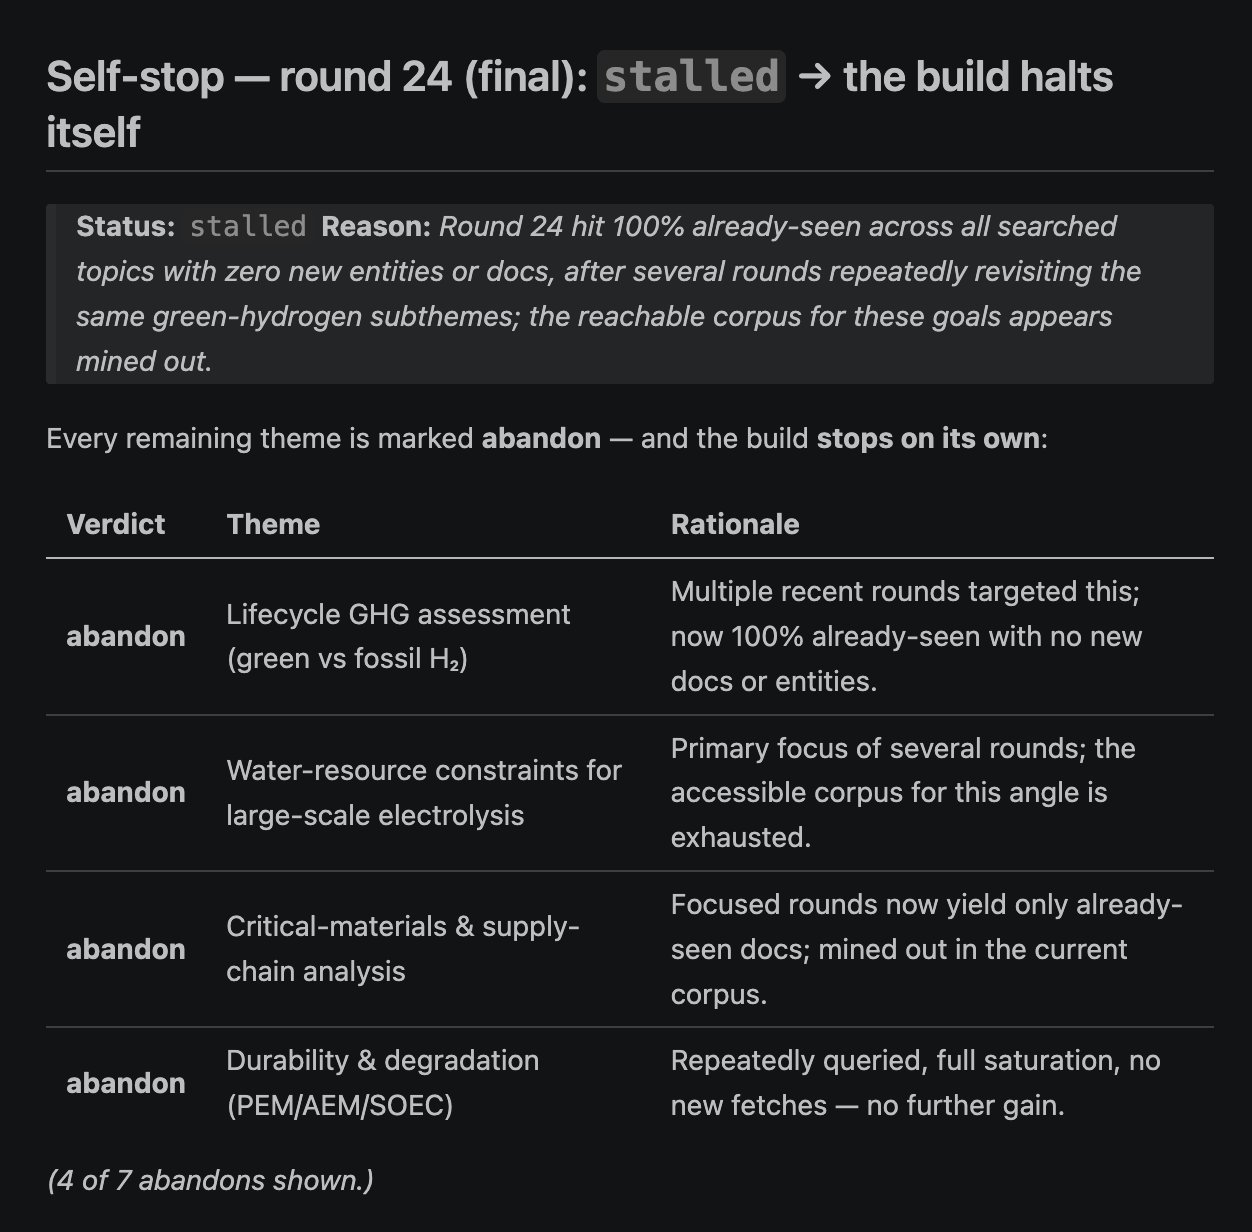 Self-stop — round 24 (final): stalled → the build halts
itself
Status: stalled Reason: Round 24 hit 100% already-seen across all searched
topics with zero new entities or docs, after several rounds repeatedly revisiting the
same green-hydrogen subthemes; the reachable corpus for these goals appears
mined out.
Every remaining theme is marked abandon — and the build stops on its own:
Verdict Theme Rationale
abandon
Lifecycle GHG assessment
(green vs fossil H₂)
Multiple recent rounds targeted this;
now 100% already-seen with no new
docs or entities.
abandon
Water-resource constraints for
large-scale electrolysis
Primary focus of several rounds; the
accessible corpus for this angle is
exhausted.
abandon
Critical-materials & supply-
chain analysis
Focused rounds now yield only already-
seen docs; mined out in the current
corpus.
abandon
Durability & degradation
(PEM/AEM/SOEC)
Repeatedly queried, full saturation, no
new fetches — no further gain.
(4 of 7 abandons shown.)